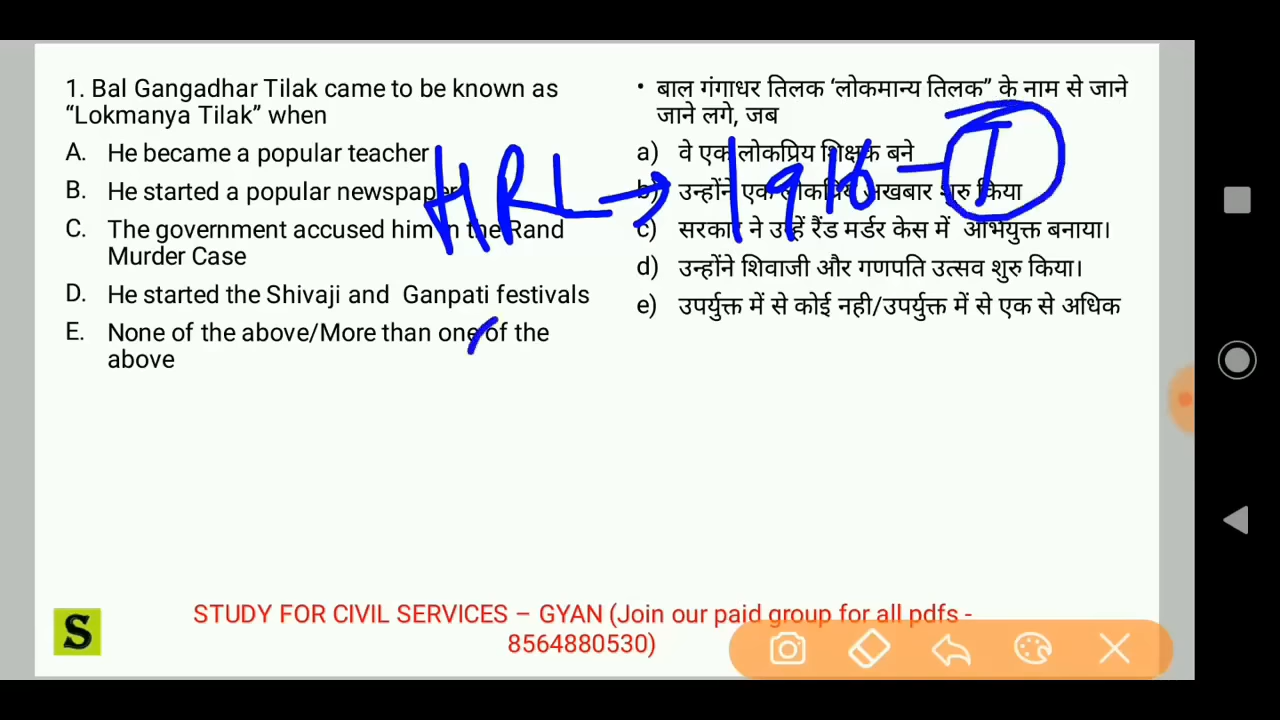 1. Bal Gangadhar Tilak came to be known as
“Lokmanya Tilak” when
A. He became a popular teacher
B. He started a popular newspaper
C. The government accused him in the Rand
Murder Case
D. He started the Shivaji and Ganpati festivals
E. None of the above/More than one of the
above
• बाल गंगाधर तिलक ‘लोकमान्य तिलक” के नाम से जाने
जाने लगे, जब
a) वे एक लोकप्रिय शिक्षक बने
b) उन्होंने एक लोकप्रिय अखबार शुरु किया
c) सरकार ने उन्हें रैंड मर्डर केस में अभियुक्त बनाया।
d) उन्होंने शिवाजी और गणपति उत्सव शुरु किया।
e) उपर्युक्त में से कोई नही/उपर्युक्त में से एक से अधिक
HRL → 1916 - I
S
STUDY FOR CIVIL SERVICES – GYAN (Join our paid group for all pdfs -
8564880530)